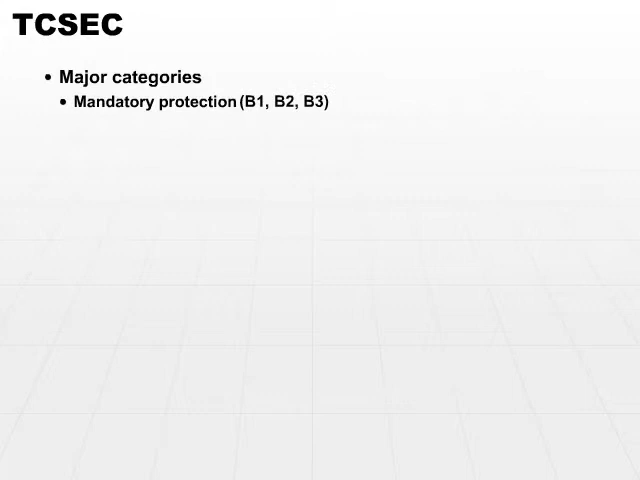 TCSEC
• Major categories
• Mandatory protection (B1, B2, B3)